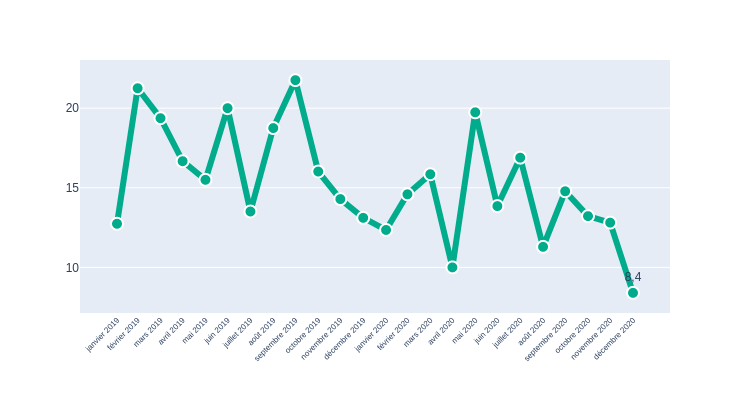 20
15
10
8.4
janvier 2019
février 2019
mars 2019
avril 2019
mai 2019
juin 2019
juillet 2019
août 2019
septembre 2019
octobre 2019
novembre 2019
décembre 2019
janvier 2020
février 2020
mars 2020
avril 2020
mai 2020
juin 2020
juillet 2020
août 2020
septembre 2020
octobre 2020
novembre 2020
décembre 2020